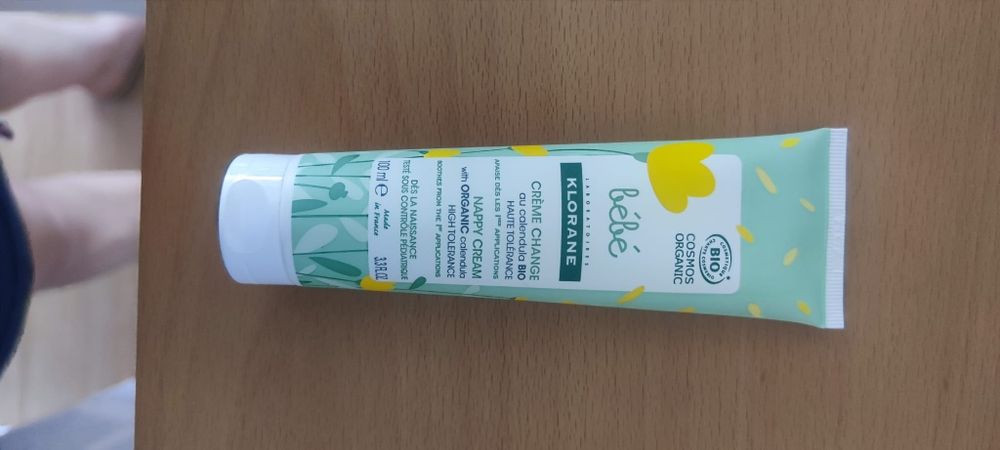 COSMÉTIQUE
BIO
COSMOS
ORGANIC
bébé
LABORATOIRES
KLORANE
CRÈME CHANGE
au calendula BIO
HAUTE TOLÉRANCE
APAISE DÈS LES 1ères APPLICATIONS
NAPPY CREAM
with ORGANIC calendula
HIGH TOLERANCE
SOOTHES FROM THE 1st APPLICATIONS
DÈS LA NAISSANCE
TESTÉ SOUS CONTRÔLE PÉDIATRIQUE
100 ml e Made in France 3.3 FL.OZ